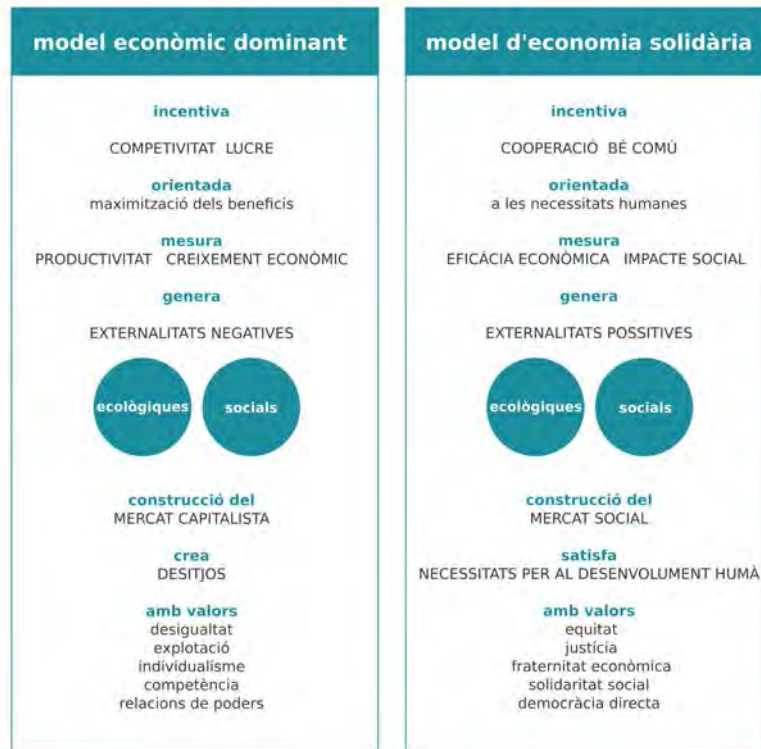 model econòmic dominant
incentiva
COMPETIVITAT LUCRE
orientada
maximització dels beneficis
mesura
PRODUCTIVITAT CREIXEMENT ECONÒMIC
genera
EXTERNALITATS NEGATIVES
ecològiques socials
construcció del
MERCAT CAPITALISTA
crea
DESITJOS
amb valors
desigualtat
explotació
individualisme
competència
relacions de poders
model d'economia solidària
incentiva
COOPERACIÓ BÉ COMÚ
orientada
a les necessitats humanes
mesura
EFICÁCIA ECONÒMICA IMPACTE SOCIAL
genera
EXTERNALITATS POSSITIVES
ecològiques socials
construcció del
MERCAT SOCIAL
satisfa
NECESSITATS PER AL DESENVOLUMENT HUMÀ
amb valors
equitat
justícia
fraternitat econòmica
solidaritat social
democràcia directa